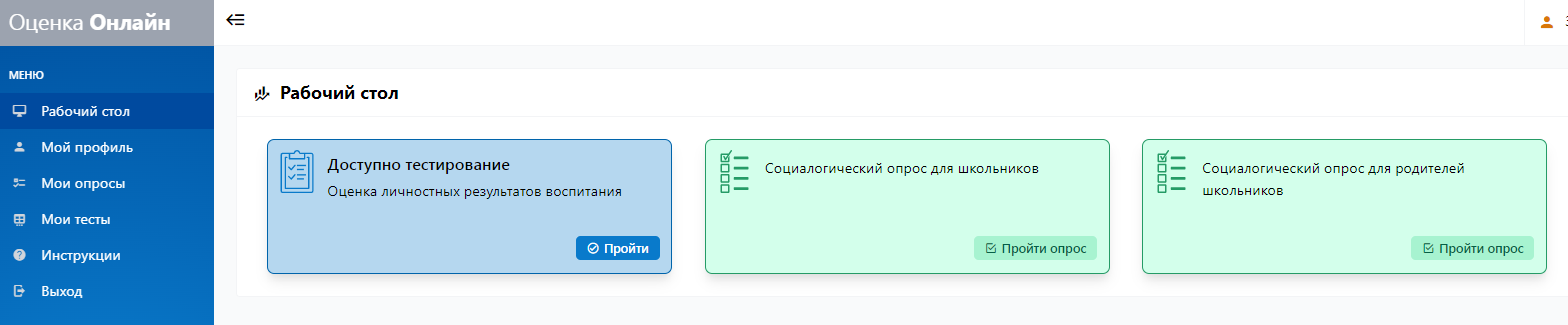 Оценка Онлайн
МЕНЮ
Рабочий стол
Мой профиль
Мои опросы
Мои тесты
Инструкции
Выход
Рабочий стол
Доступно тестирование
Оценка личностных результатов воспитания
Пройти
Социалогический опрос для школьников
Пройти опрос
Социалогический опрос для родителей
школьников
Пройти опрос